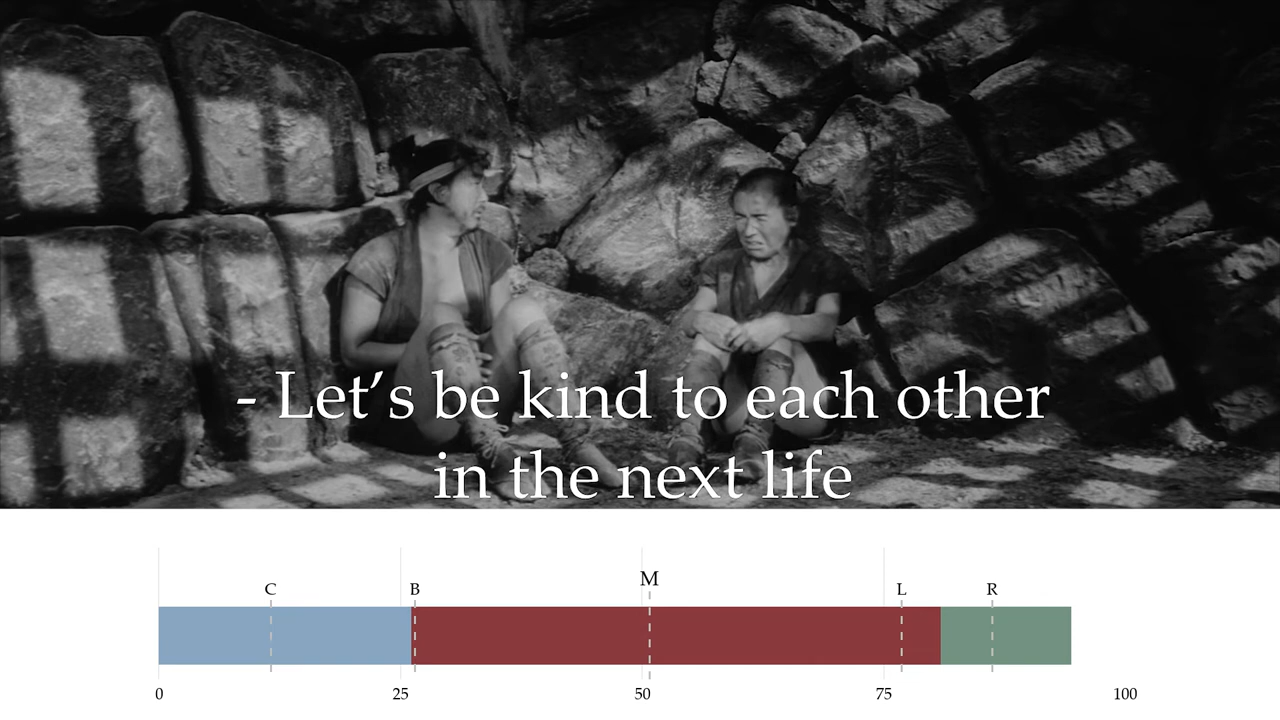 - Let’s be kind to each other
in the next life
C B M L R
0 25 50 75 100